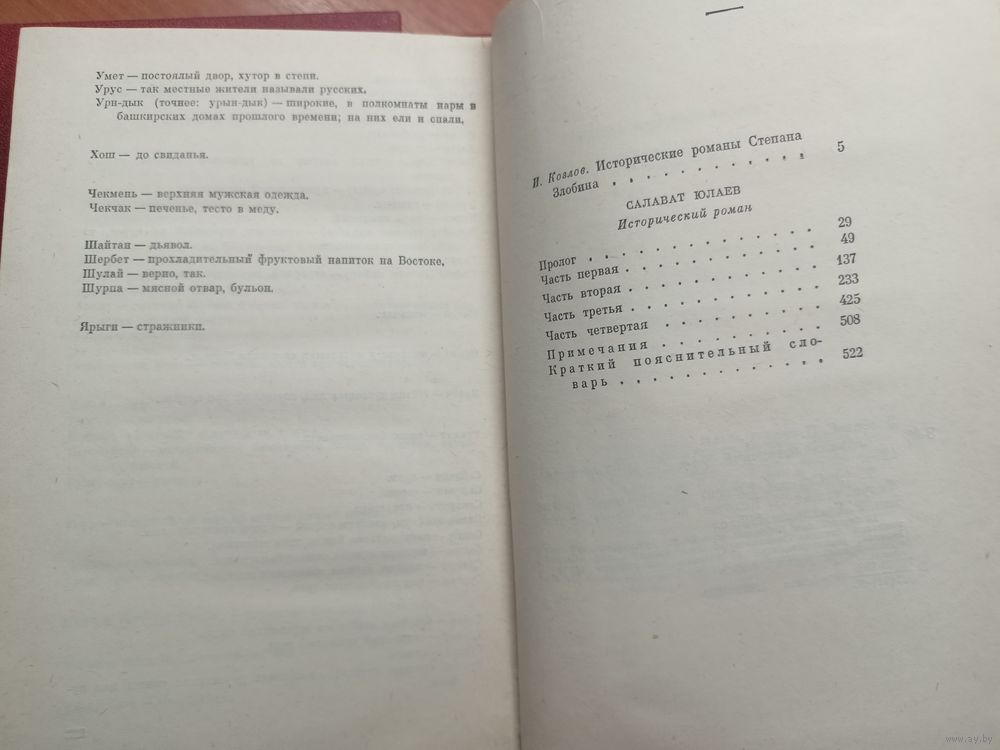 Умет — постоялый двор, хутор в степи.
Урус — так местные жители называли русских.
Урн-дык (точнее: урын-дык) — широкие, в полкомнаты нары в
башкирских домах прошлого времени; на них ели и спали.
Хош — до свиданья.
Чекмень — верхняя мужская одежда.
Чекчак — печенье, тесто в меду.
Шайтан — дьявол.
Шербет — прохладительный фруктовый напиток на Востоке.
Шулай — верно, так.
Шурпа — мясной отвар, бульон.
Ярыги — стражники.
И. Козлов. Исторические романы Степана
Злобина . . . . . . . . . . . 5
САЛАВАТ ЮЛАЕВ
Исторический роман
Пролог . . . . . . . . . . . . 29
Часть первая . . . . . . . . . . 49
Часть вторая . . . . . . . . . . 137
Часть третья . . . . . . . . . . 233
Часть четвертая . . . . . . . . . 425
Примечания . . . . . . . . . . 508
Краткий пояснительный сло-
варь . . . . . . . . . . . 522
www.ay.by